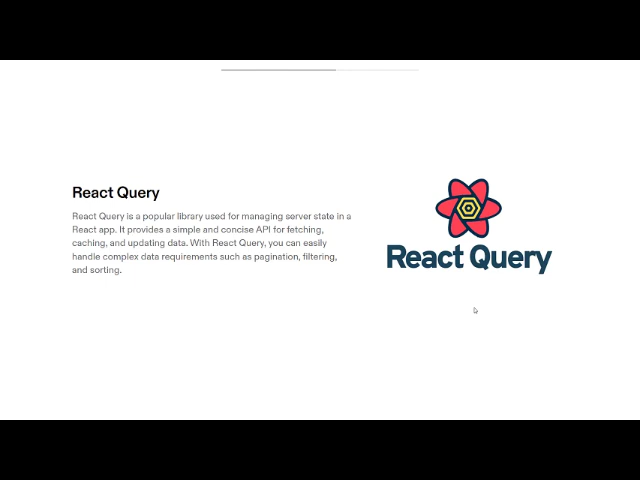 React Query
React Query is a popular library used for managing server state in a
React app. It provides a simple and concise API for fetching,
caching, and updating data. With React Query, you can easily
handle complex data requirements such as pagination, filtering,
and sorting.
React Query